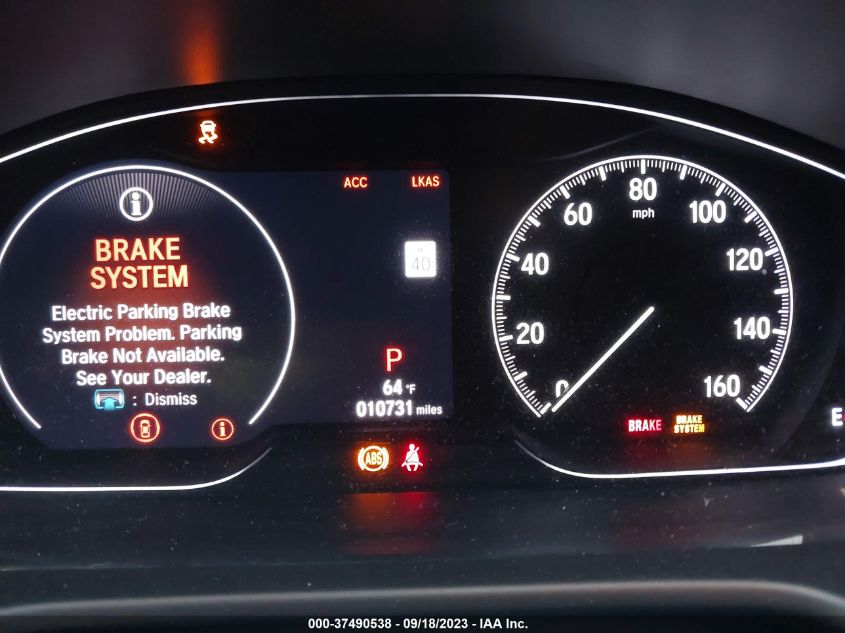 ACC LKAS
BRAKE
SYSTEM
Electric Parking Brake
System Problem. Parking
Brake Not Available.
See Your Dealer.
: Dismiss
40
P
64 °F
010731 miles
ABS
0
20
40
60
80
mph
100
120
140
160
BRAKE
BRAKE
SYSTEM
E
000-37490538 - 09/18/2023 - IAA Inc.